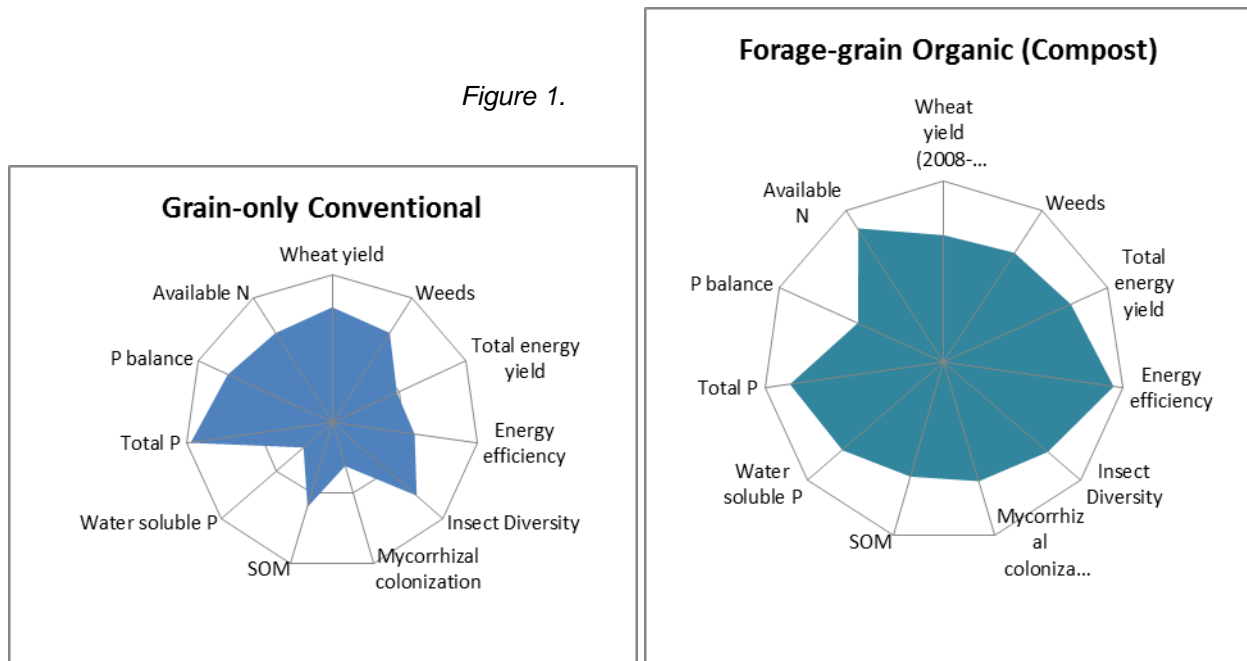 Figure 1.
Grain-only Conventional
Wheat yield
Weeds
Total energy
yield
Energy
efficiency
Insect Diversity
Mycorrhizal
colonization
SOM
Water soluble P
Total P
P balance
Available N
Forage-grain Organic (Compost)
Wheat
yield
(2008-...
Weeds
Total
energy
yield
Energy
efficiency
Insect
Diversity
Mycorrhiz
al
coloniza...
SOM
Water
soluble P
Total P
P balance
Available
N